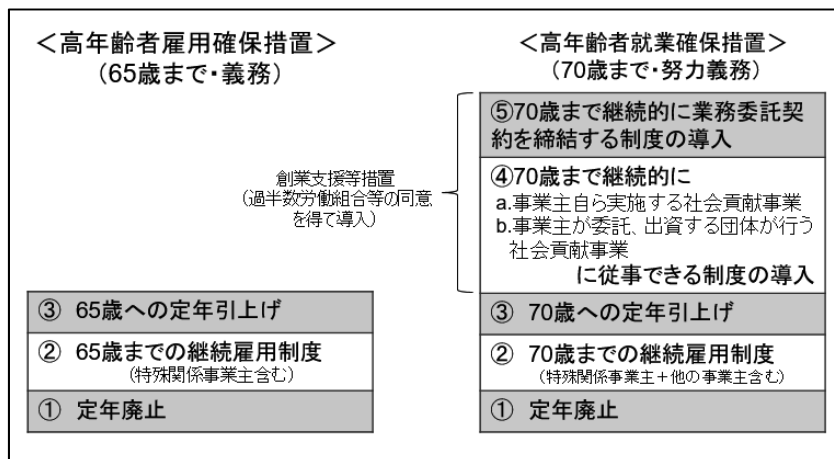 ＜高年齢者雇用確保措置＞
（65歳まで・義務）
③ 65歳への定年引上げ
② 65歳までの継続雇用制度
（特殊関係事業主含む）
① 定年廃止
＜高年齢者就業確保措置＞
（70歳まで・努力義務）
創業支援等措置
（過半数労働組合等の同意
を得て導入）
⑤70歳まで継続的に業務委託契
約を締結する制度の導入
④70歳まで継続的に
a.事業主自ら実施する社会貢献事業
b.事業主が委託、出資する団体が行う
社会貢献事業
に従事できる制度の導入
③ 70歳への定年引上げ
② 70歳までの継続雇用制度
（特殊関係事業主＋他の事業主含む）
① 定年廃止